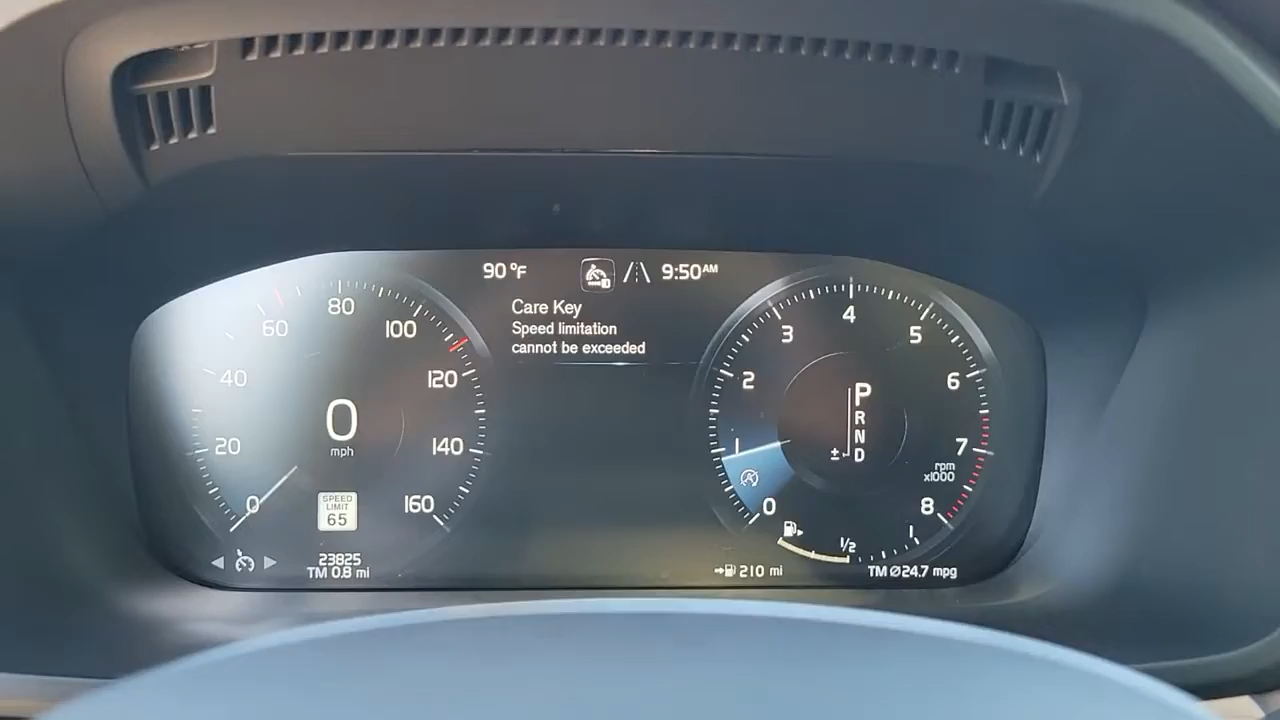 90 °F
9:50AM
Care Key
Speed limitation
cannot be exceeded
0
20
40
60
80
100
120
140
160
0
mph
SPEED
LIMIT
65
23825
TM 0.8 mi
0
1
2
3
4
5
6
7
8
rpm
x1000
P
R
N
D
±
A
1/2
1
210 mi
TM Ø24.7 mpg